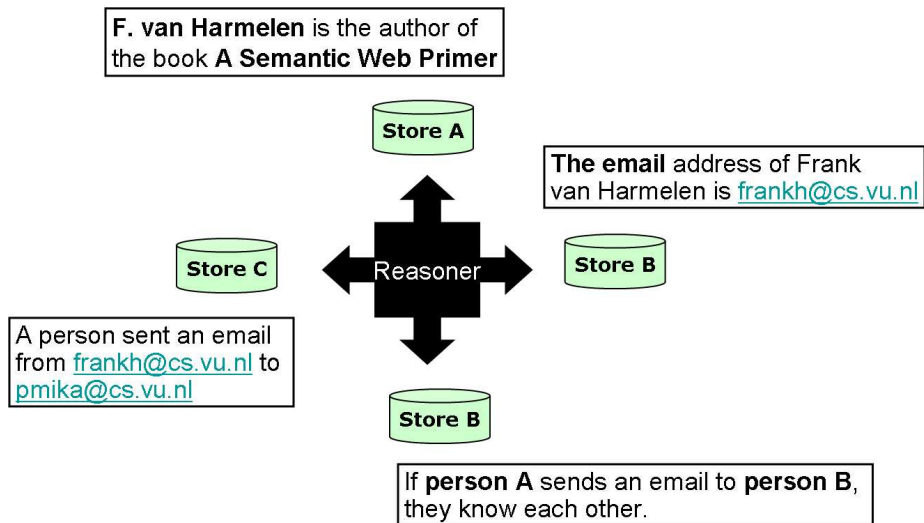 F. van Harmelen is the author of
the book A Semantic Web Primer
Store A
The email address of Frank
van Harmelen is frankh@cs.vu.nl
Store C
Reasoner
Store B
A person sent an email
from frankh@cs.vu.nl to
pmika@cs.vu.nl
Store B
If person A sends an email to person B,
they know each other.